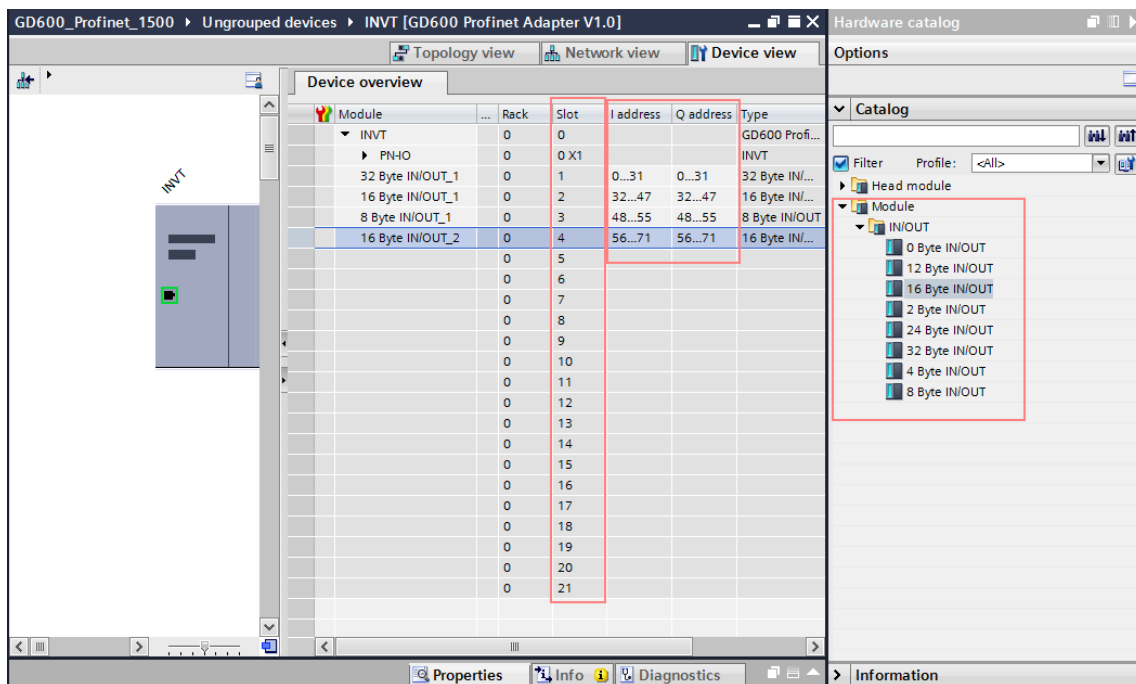 GD600_Profinet_1500 ▸ Ungrouped devices ▸ INVT [GD600 Profinet Adapter V1.0]
Hardware catalog
Topology view Network view Device view
Options
Device overview
Catalog
Module ... Rack Slot I address Q address Type
INVT 0 0 GD600 Profi...
PN-IO 0 0 X1 INVT
32 Byte IN/OUT_1 0 1 0...31 0...31 32 Byte IN/...
16 Byte IN/OUT_1 0 2 32...47 32...47 16 Byte IN/...
8 Byte IN/OUT_1 0 3 48...55 48...55 8 Byte IN/OUT
16 Byte IN/OUT_2 0 4 56...71 56...71 16 Byte IN/...
0 5
0 6
0 7
0 8
0 9
0 10
0 11
0 12
0 13
0 14
0 15
0 16
0 17
0 18
0 19
0 20
0 21
INVT
Filter Profile: <All>
Head module
Module
IN/OUT
0 Byte IN/OUT
12 Byte IN/OUT
16 Byte IN/OUT
2 Byte IN/OUT
24 Byte IN/OUT
32 Byte IN/OUT
4 Byte IN/OUT
8 Byte IN/OUT
Properties Info Diagnostics
Information